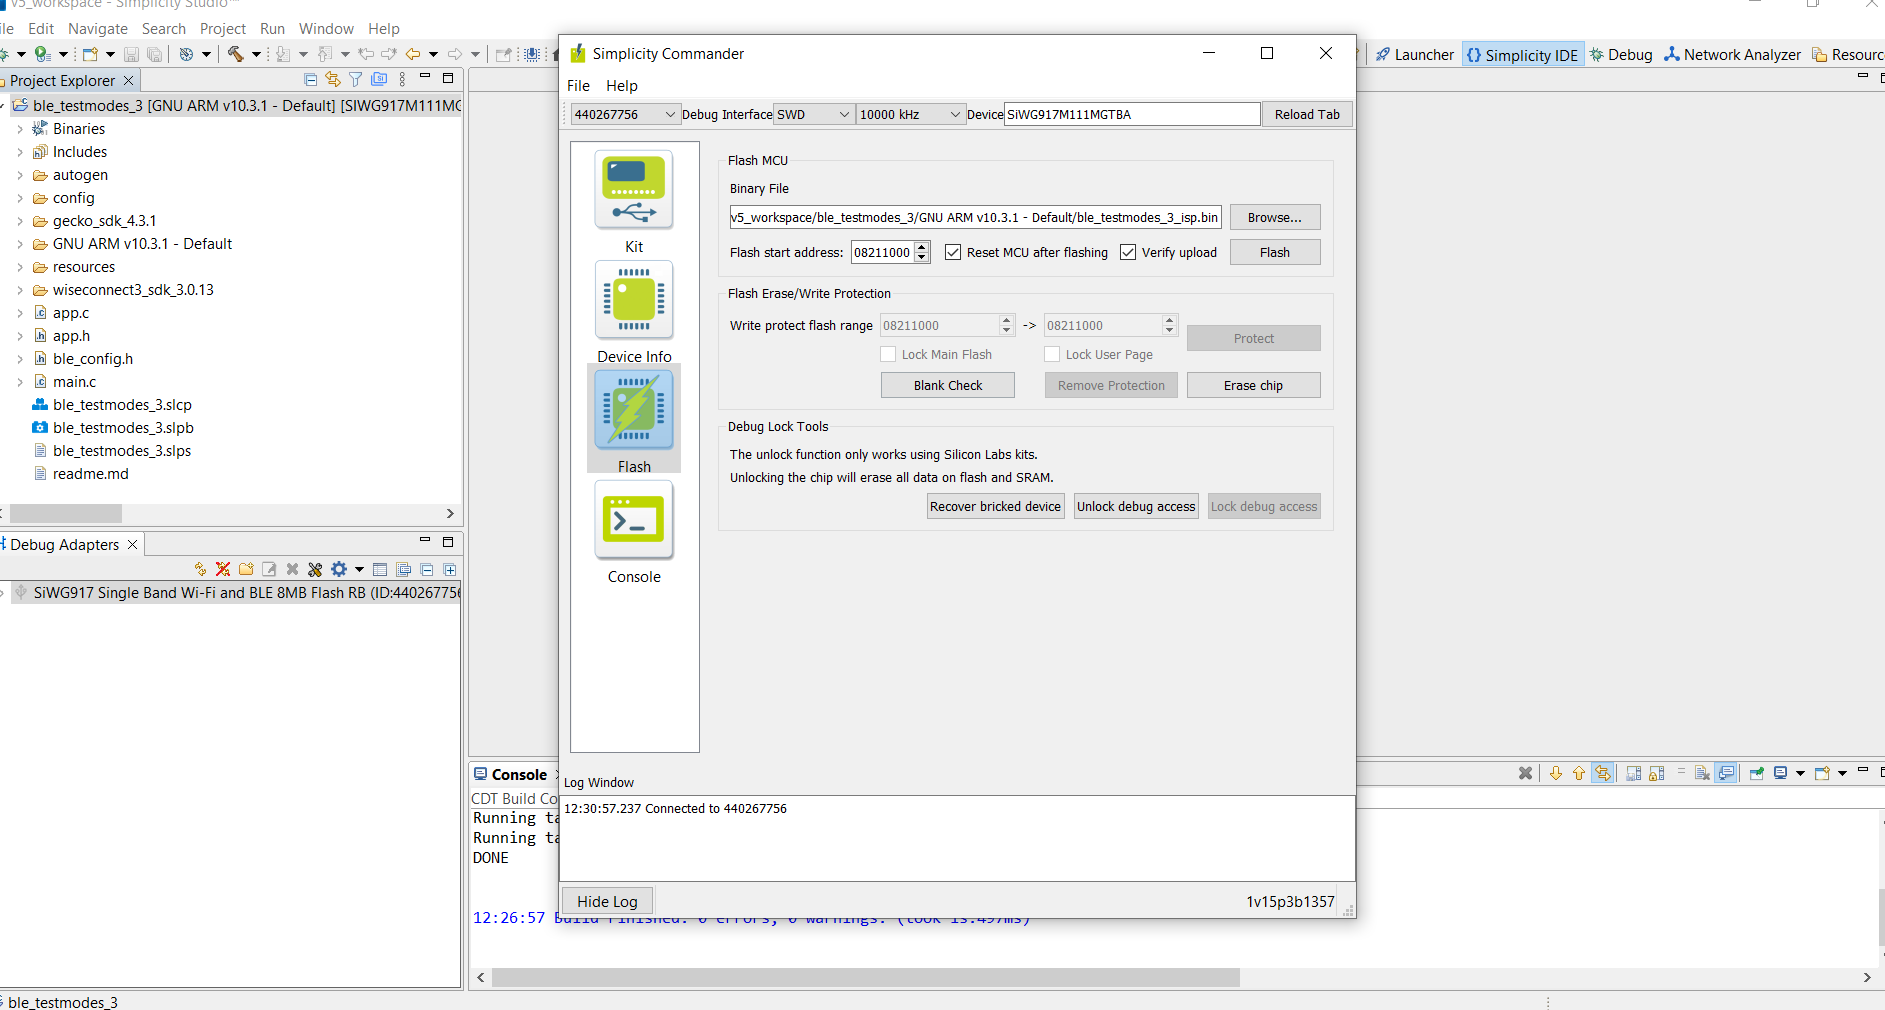 v5_workspace - Simplicity Studio™
Edit Navigate Search Project Run Window Help
Launcher
Simplicity IDE
Debug
Network Analyzer
Project Explorer
ble_testmodes_3 [GNU ARM v10.3.1 - Default] [SIWG917M111MG
Binaries
Includes
autogen
config
gecko_sdk_4.3.1
GNU ARM v10.3.1 - Default
resources
wiseconnect3_sdk_3.0.13
app.c
app.h
ble_config.h
main.c
ble_testmodes_3.slcp
ble_testmodes_3.slpb
ble_testmodes_3.slps
readme.md
Debug Adapters
SiWG917 Single Band Wi-Fi and BLE 8MB Flash RB (ID:440267756
ble_testmodes_3
Simplicity Commander
File Help
440267756 Debug Interface SWD 10000 kHz Device SiWG917M111MGTBA Reload Tab
Kit
Device Info
Flash
Console
Flash MCU
Binary File
v5_workspace/ble_testmodes_3/GNU ARM v10.3.1 - Default/ble_testmodes_3_isp.bin Browse...
Flash start address: 08211000 Reset MCU after flashing Verify upload Flash
Flash Erase/Write Protection
Write protect flash range 08211000 -> 08211000 Protect
Lock Main Flash Lock User Page
Blank Check Remove Protection Erase chip
Debug Lock Tools
The unlock function only works using Silicon Labs kits.
Unlocking the chip will erase all data on flash and SRAM.
Recover bricked device Unlock debug access Lock debug access
Log Window
12:30:57.237 Connected to 440267756
Hide Log 1v15p3b1357
Console
CDT Build Co
Running ta
Running ta
DONE
12:26:57 Build Finished. 0 errors, 0 warnings. (took 1s.497ms)